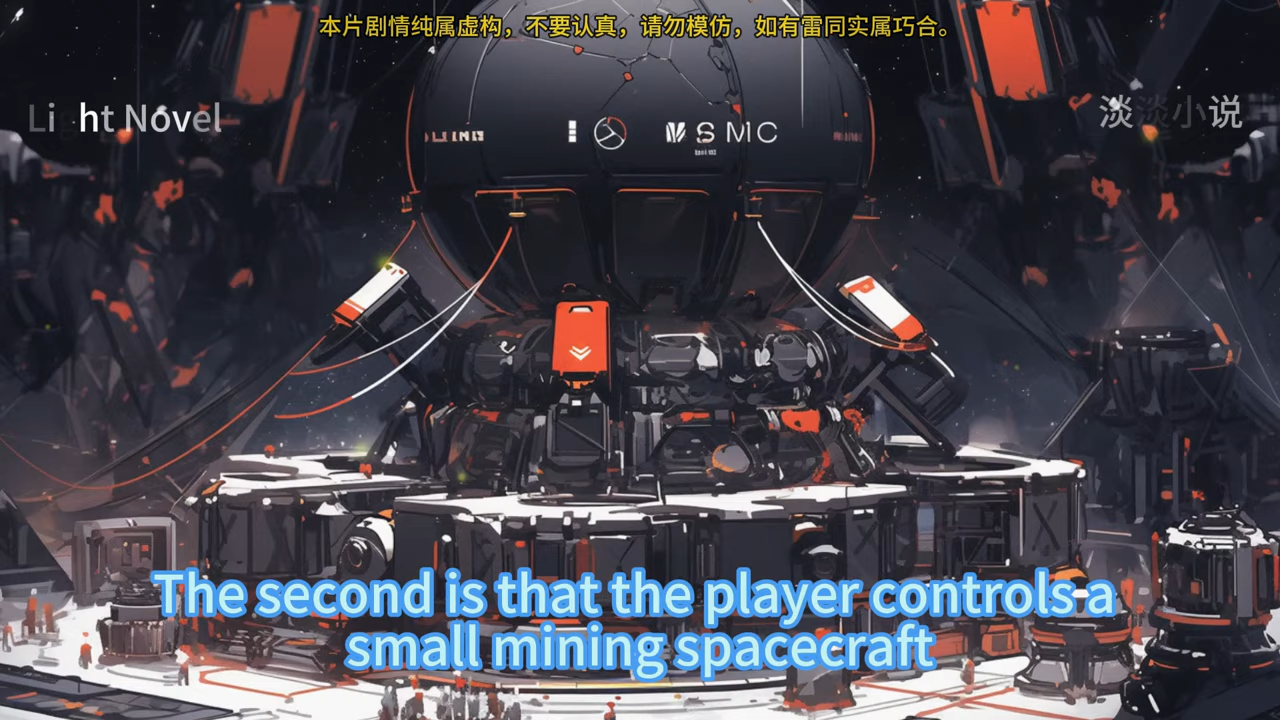 本片剧情纯属虚构，不要认真，请勿模仿，如有雷同实属巧合。
Li ht Novel
淡淡小说
SMC
The second is that the player controls a
small mining spacecraft